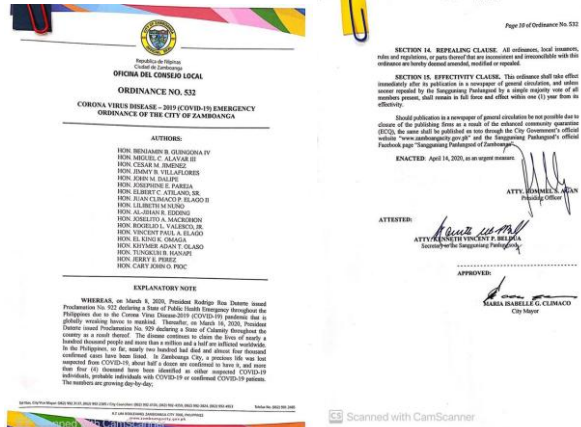 Republica de Filipinas
Ciudad de Zamboanga
OFICINA DEL CONSEJO LOCAL
ORDINANCE NO. 532
CORONA VIRUS DISEASE – 2019 (COVID-19) EMERGENCY
ORDINANCE OF THE CITY OF ZAMBOANGA
AUTHORS:
HON. BENJAMIN B. GUINGONA IV
HON. MIGUEL C. ALAVAR III
HON. CESAR M. JIMENEZ
HON. JIMMY B. VILLAFLORES
HON. JOHN M. DALIPE
HON. JOSEPHINE E. PAREJA
HON. ELBERT C. ATILANO, SR.
HON. JUAN CLIMACO P. ELAGO II
HON. LILIBETH M NUÑO
HON. AL-JIHAN R. EDDING
HON. JOSELITO A. MACROHON
HON. ROGELIO L. VALESCO, JR.
HON. VINCENT PAUL A. ELAGO
HON. EL KING K. OMAGA
HON. KHYMER ADAN T. OLASO
HON. TUNGKUH B. HANAPI
HON. JERRY E. PEREZ
HON. CARY JOHN O. PIOC
EXPLANATORY NOTE
WHEREAS, on March 8, 2020, President Rodrigo Roa Duterte issued
Proclamation No. 922 declaring a State of Public Health Emergency throughout the
Philippines due to the Corona Virus Disease-2019 (COVID-19) pandemic that is
globally wreaking havoc to mankind. Thereafter, on March 16, 2020, President
Duterte issued Proclamation No. 929 declaring a State of Calamity throughout the
country as a result thereof. The disease continues to claim the lives of nearly a
hundred thousand people and more than a million and a half are inflicted worldwide.
In the Philippines, so far, nearly two hundred had died and almost four thousand
confirmed cases have been listed. In Zamboanga City, a precious life was lost
suspected from COVID-19, about half a dozen are confirmed to have it, and more
than four (4) thousand have been identified as either suspected COVID-19
individuals, probable individuals with COVID-19 or confirmed COVID-19 patients.
The numbers are growing day-by-day;
Scanned with CamScanner
Page 10 of Ordinance No. 532
SECTION 14. REPEALING CLAUSE. All ordinances, local issuances,
rules and regulations, or parts thereof that are inconsistent and irreconcilable with this
ordinance are hereby deemed amended, modified or repealed.
SECTION 15. EFFECTIVITY CLAUSE. This ordinance shall take effect
immediately after its publication in a newspaper of general circulation, and unless
sooner repealed by the Sangguniang Panlungsod by a simple majority vote of all
members present, shall remain in full force and effect within one (1) year from its
effectivity.
Should publication in a newspaper of general circulation be not possible due to
closure of the publishing firms as a result of the enhanced community quarantine
(ECQ), the same shall be published en toto through the City Government's official
website "www.zamboangacity.gov.ph" and the Sangguniang Panlungsod's official
Facebook page "Sangguniang Panlungsod of Zamboanga".
ENACTED: April 14, 2020, as an urgent measure.
ATTY. ROMMEL S. AGAN
Presiding Officer
ATTESTED:
ATTY. KENNETH VINCENT P. BELDUA
Secretary to the Sangguniang Panlungsod
APPROVED:
MARIA ISABELLE G. CLIMACO
City Mayor
CS Scanned with CamScanner